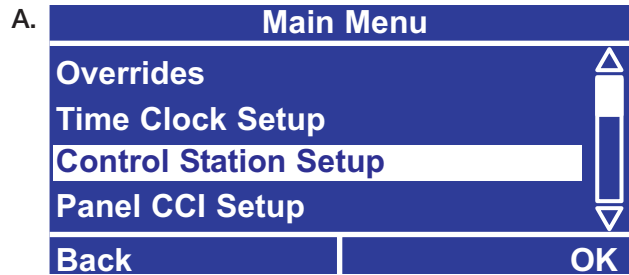 A.
Main Menu
Overrides
Time Clock Setup
Control Station Setup
Panel CCI Setup
Back OK